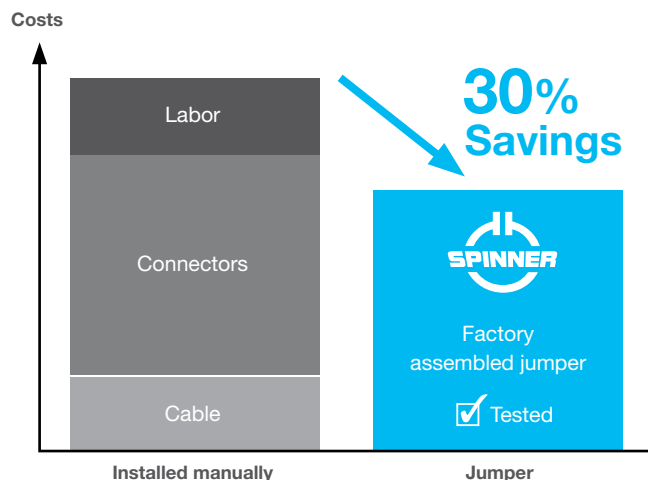 Costs
Labor
Connectors
Cable
30%
Savings
SPINNER
Factory
assembled jumper
Tested
Installed manually
Jumper